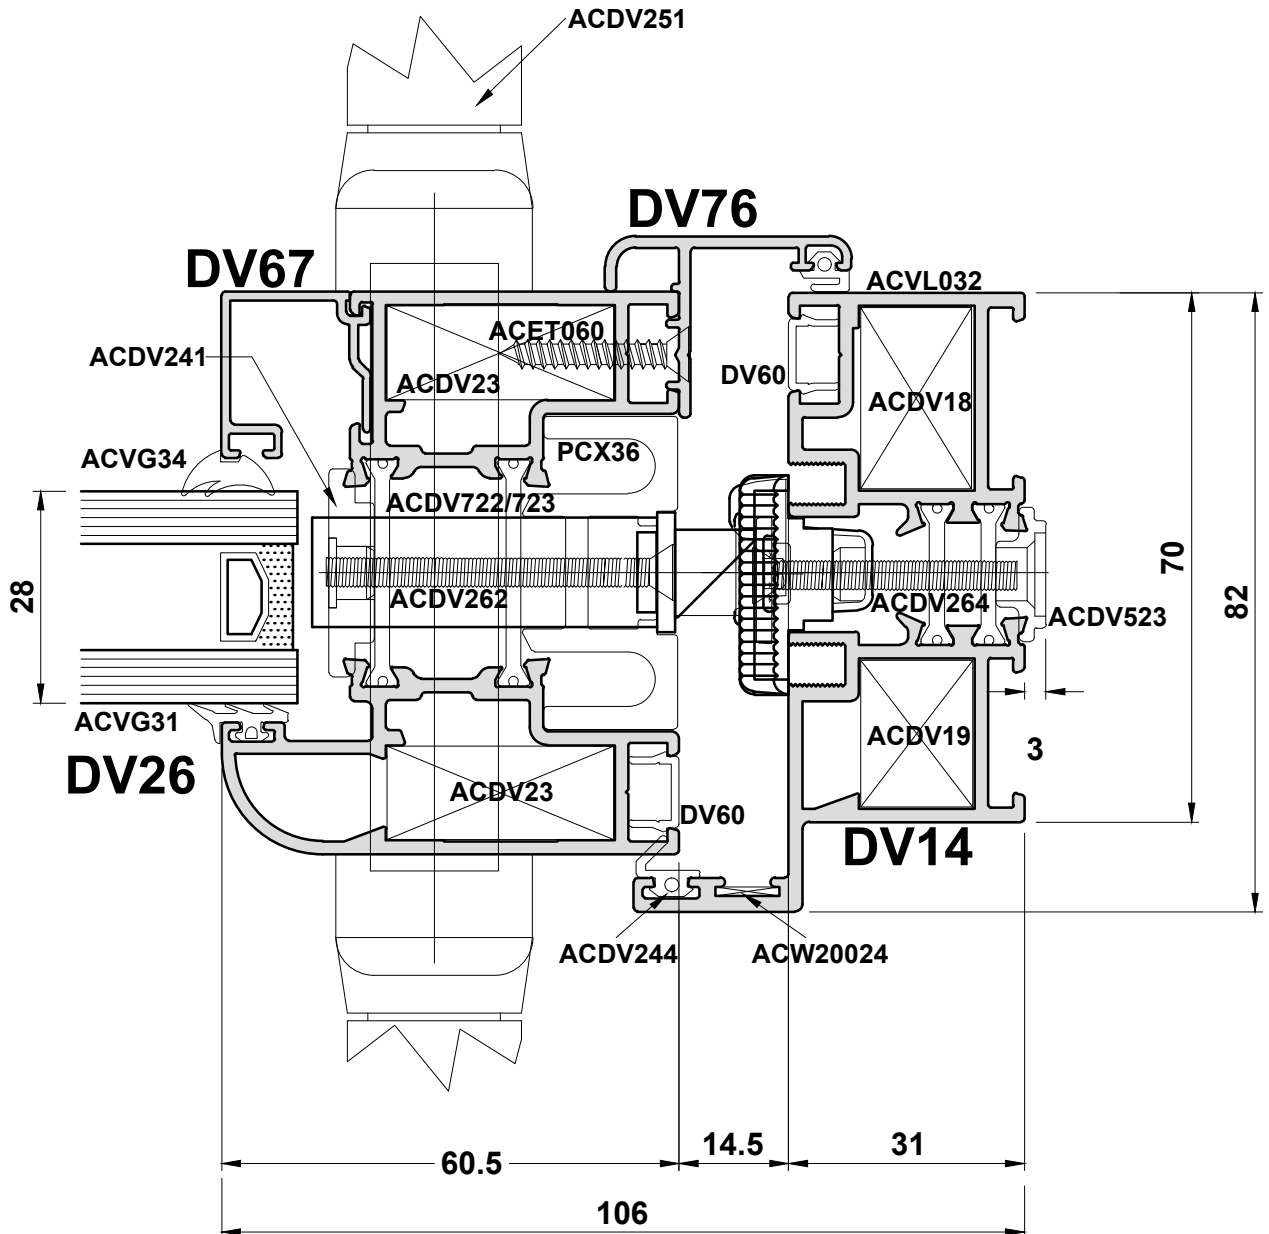 ACDV251
DV76
DV67
ACVL032
ACET060
ACDV241
DV60
ACDV23
ACDV18
PCX36
ACVG34
ACDV722/723
70
28
82
ACDV262
ACDV264
ACDV523
ACVG31
ACDV19
3
DV26
ACDV23
DV60
DV14
ACDV244
ACW20024
60.5
14.5
31
106